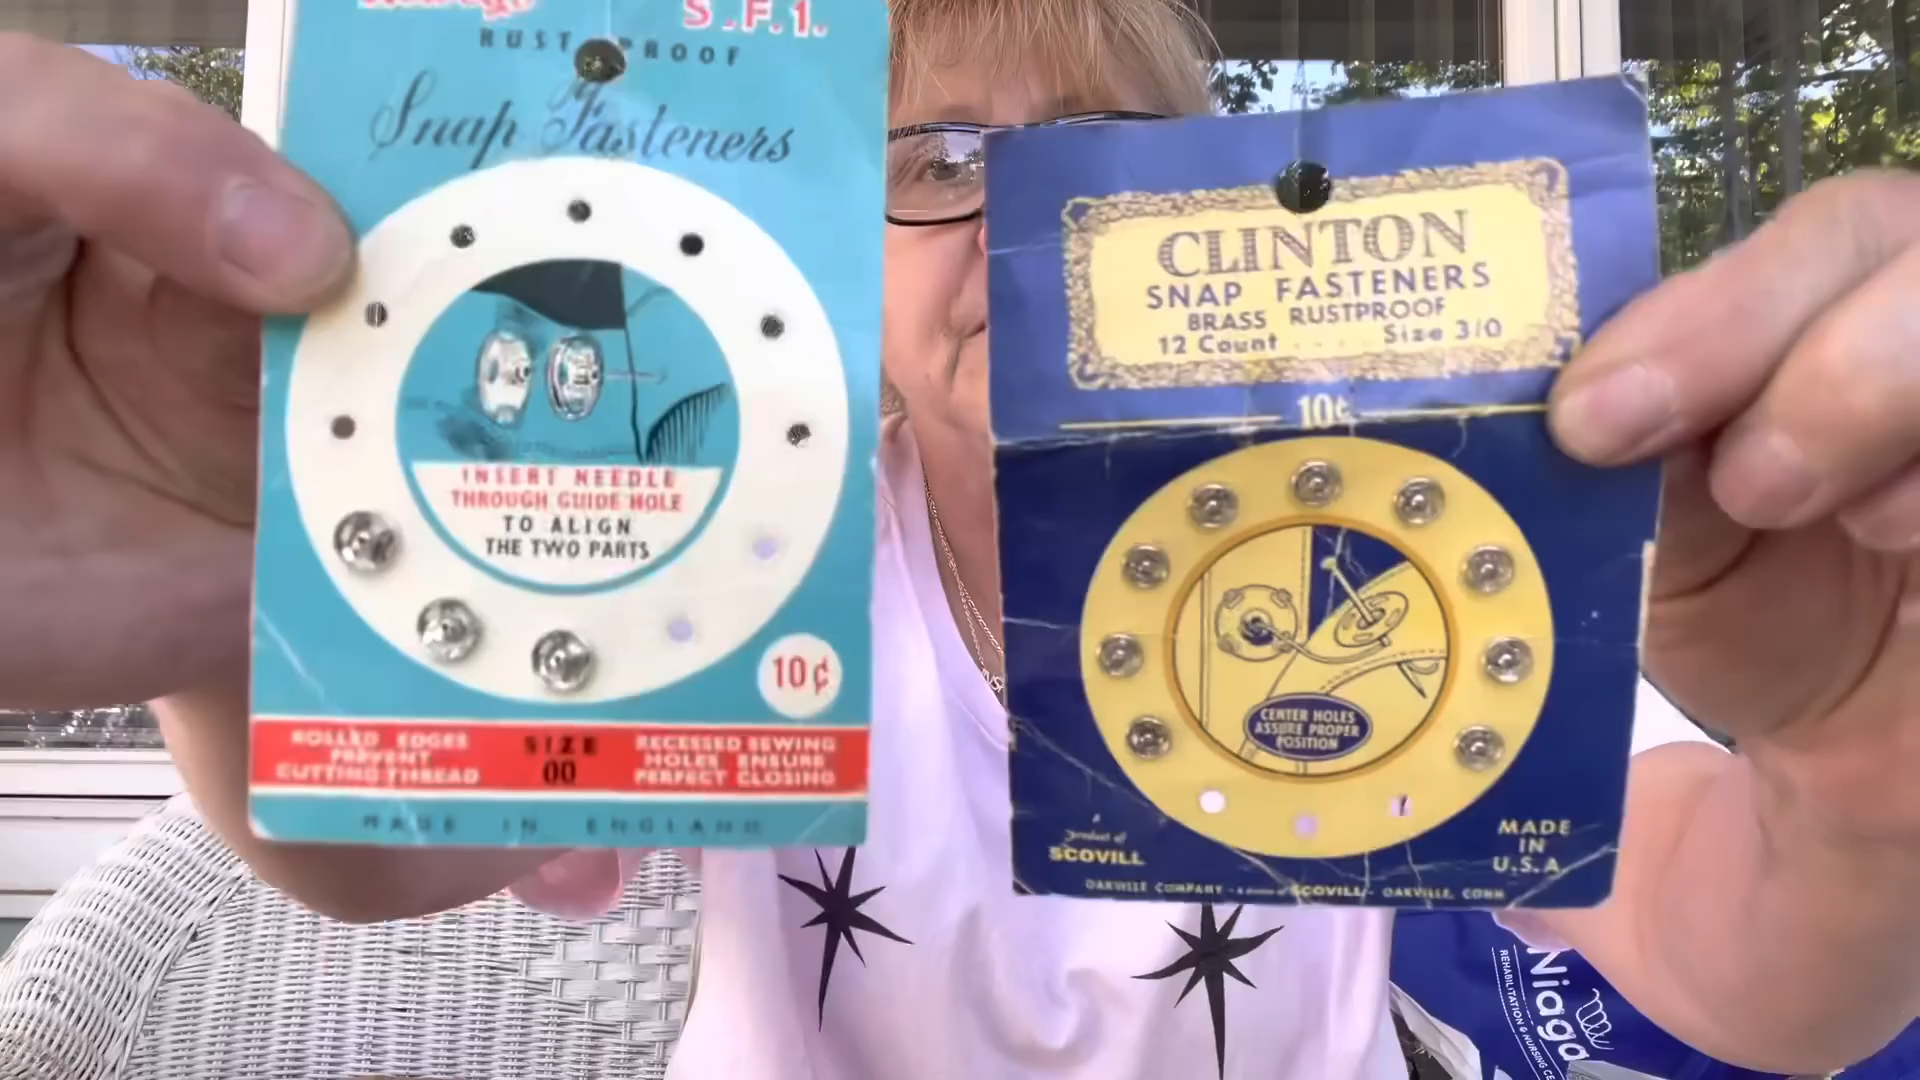 S.F.1.
RUST PROOF
Snap Fasteners
INSERT NEEDLE
THROUGH GUIDE HOLE
TO ALIGN
THE TWO PARTS
10¢
ROLLED EDGES
PREVENT
CUTTING THREAD
SIZE
00
RECESSED SEWING
HOLES ENSURE
PERFECT CLOSING
MADE IN ENGLAND
CLINTON
SNAP FASTENERS
BRASS RUSTPROOF
12 Count .... Size 3/0
10¢
CENTER HOLES
ASSURE PROPER
POSITION
A
product of
SCOVILL
MADE
IN
U.S.A.
OAKVILLE COMPANY - A division of SCOVILL - OAKVILLE, CONN
Niaga
REHABILITATION & NURSING CE